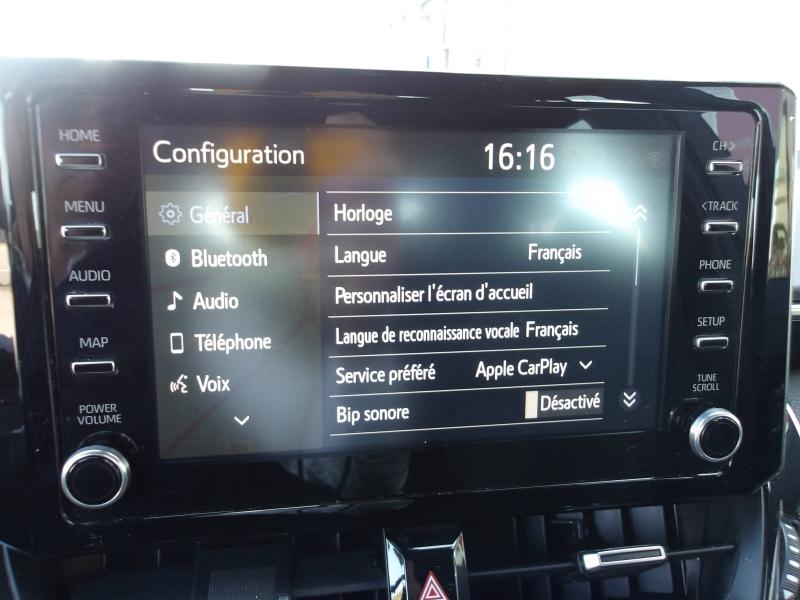 HOME
MENU
AUDIO
MAP
POWER
VOLUME
Configuration 16:16
Général
Bluetooth
Audio
Téléphone
Voix
Horloge
Langue Français
Personnaliser l'écran d'accueil
Langue de reconnaissance vocale Français
Service préféré Apple CarPlay
Bip sonore Désactivé
CH >
< TRACK
PHONE
SETUP
TUNE
SCROLL